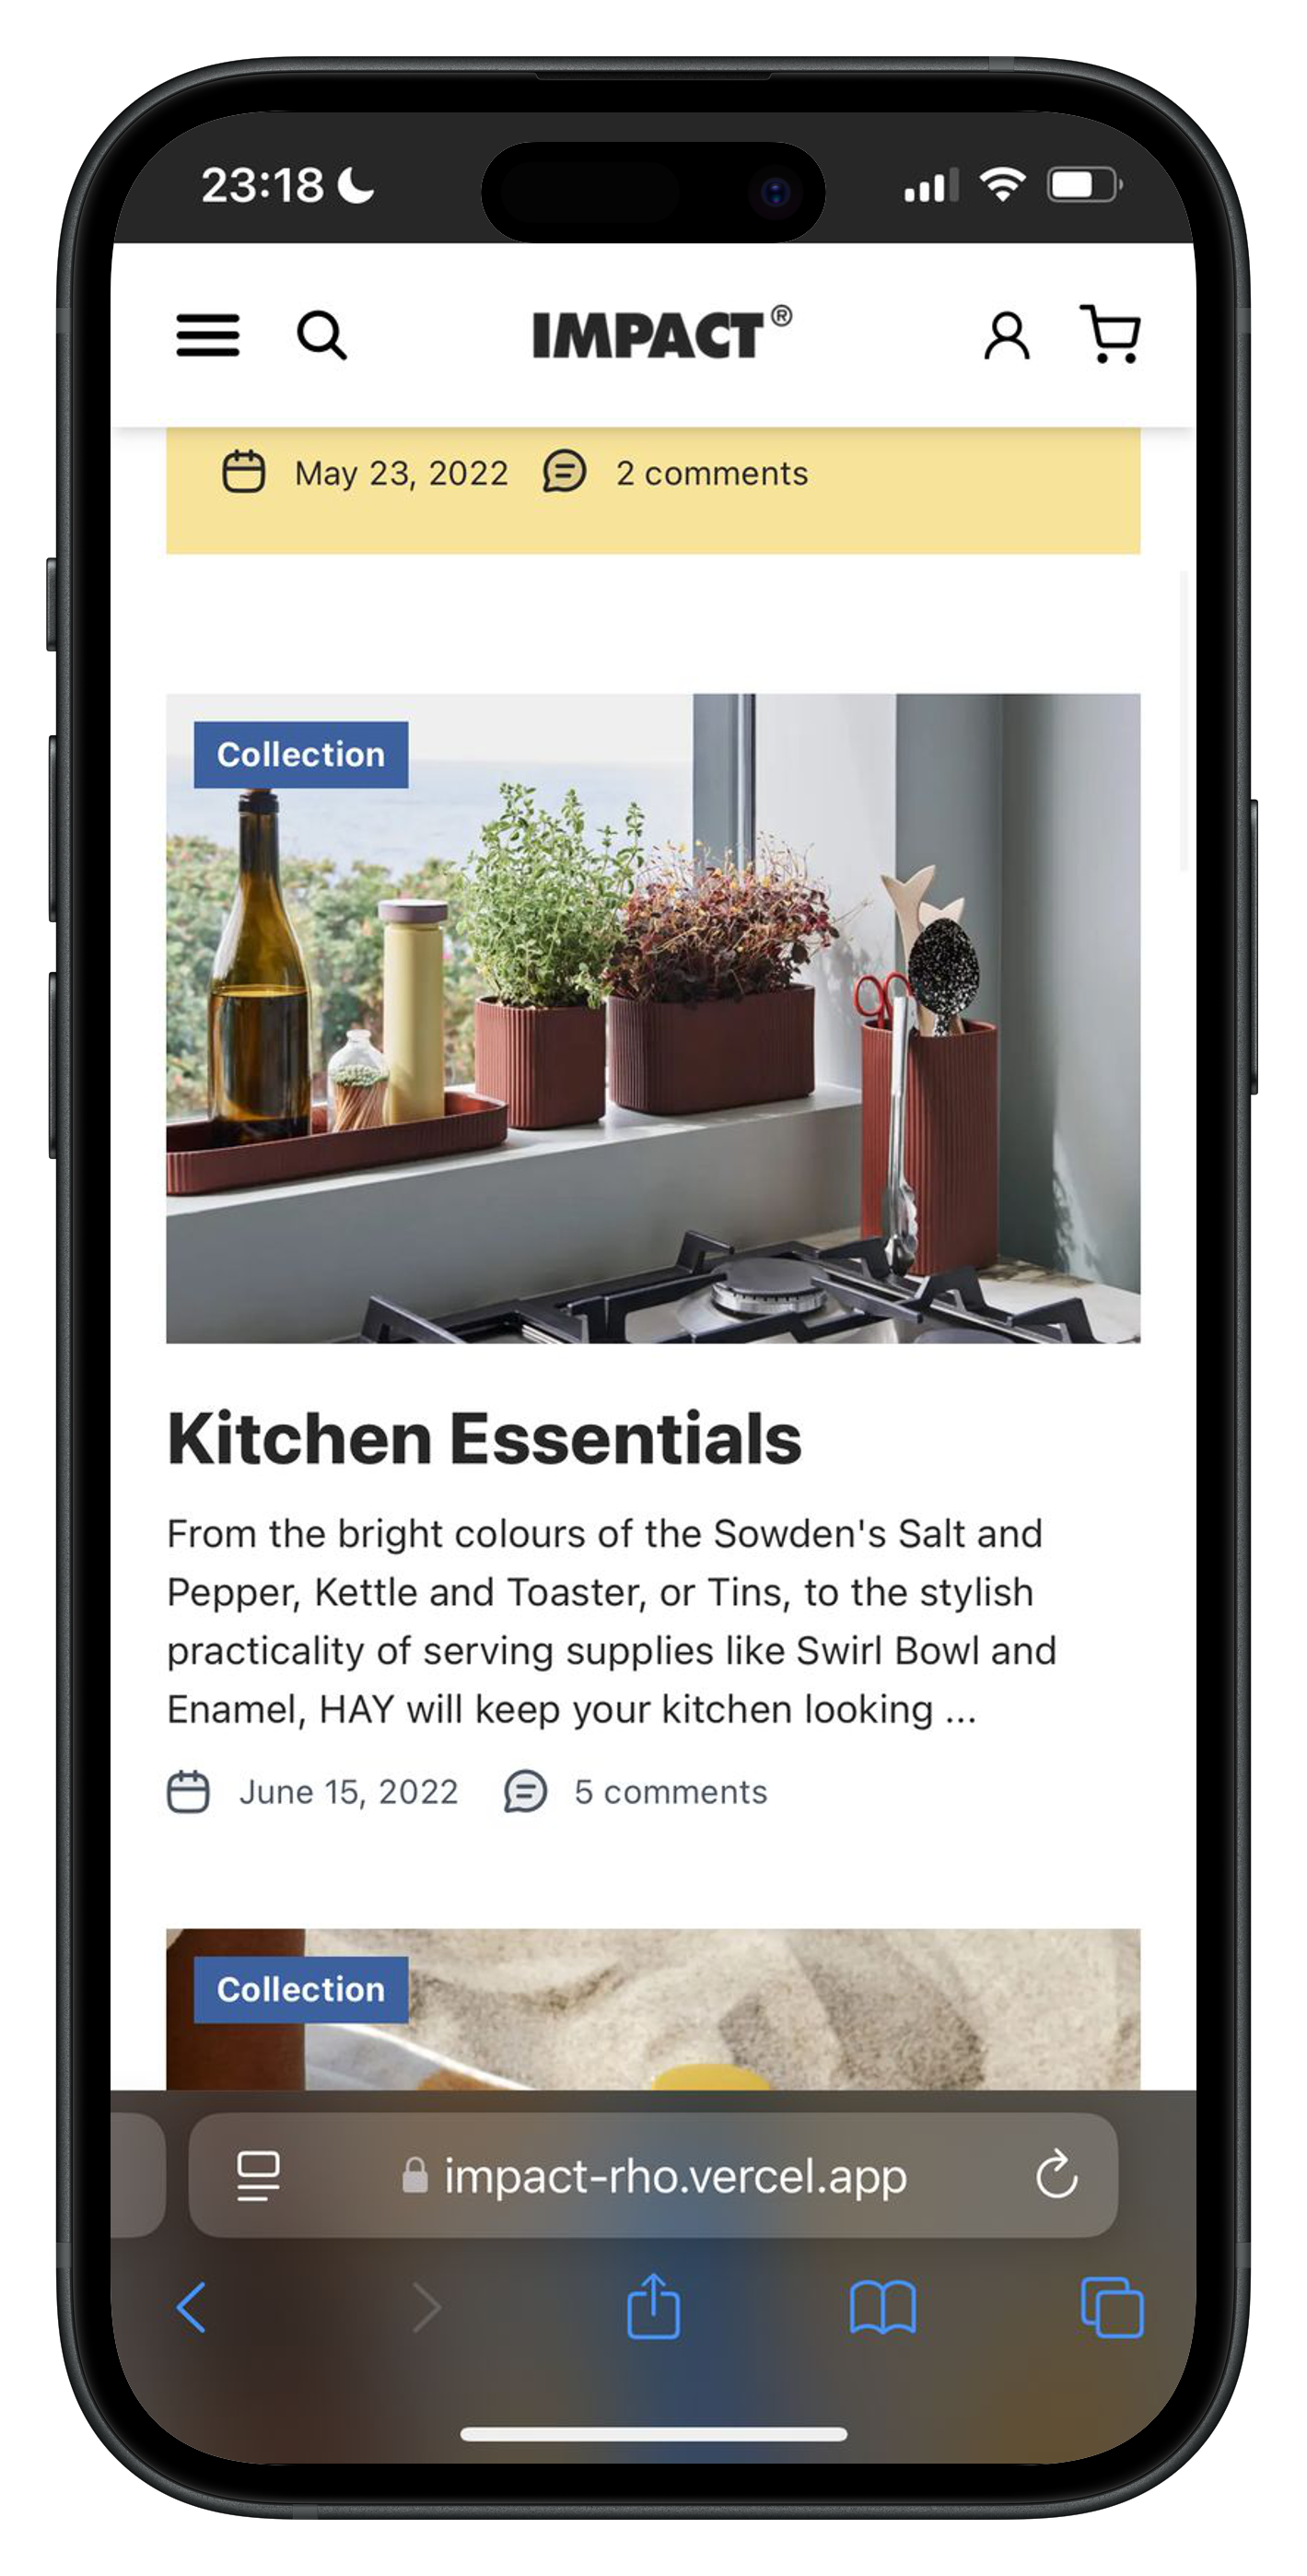 23:18
IMPACT®
May 23, 2022 2 comments
Collection
Kitchen Essentials
From the bright colours of the Sowden's Salt and
Pepper, Kettle and Toaster, or Tins, to the stylish
practicality of serving supplies like Swirl Bowl and
Enamel, HAY will keep your kitchen looking ...
June 15, 2022 5 comments
Collection
impact-rho.vercel.app